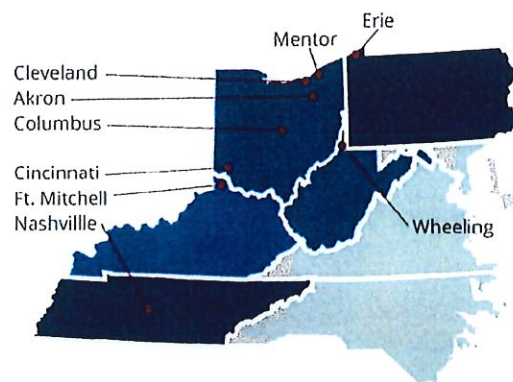 Erie
Mentor
Cleveland
Akron
Columbus
Cincinnati
Ft. Mitchell
Nashvillle
Wheeling